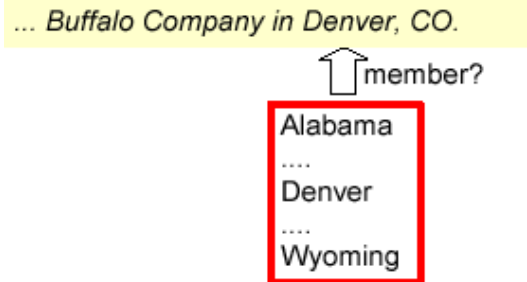 ... Buffalo Company in Denver, CO.
member?
Alabama
....
Denver
....
Wyoming